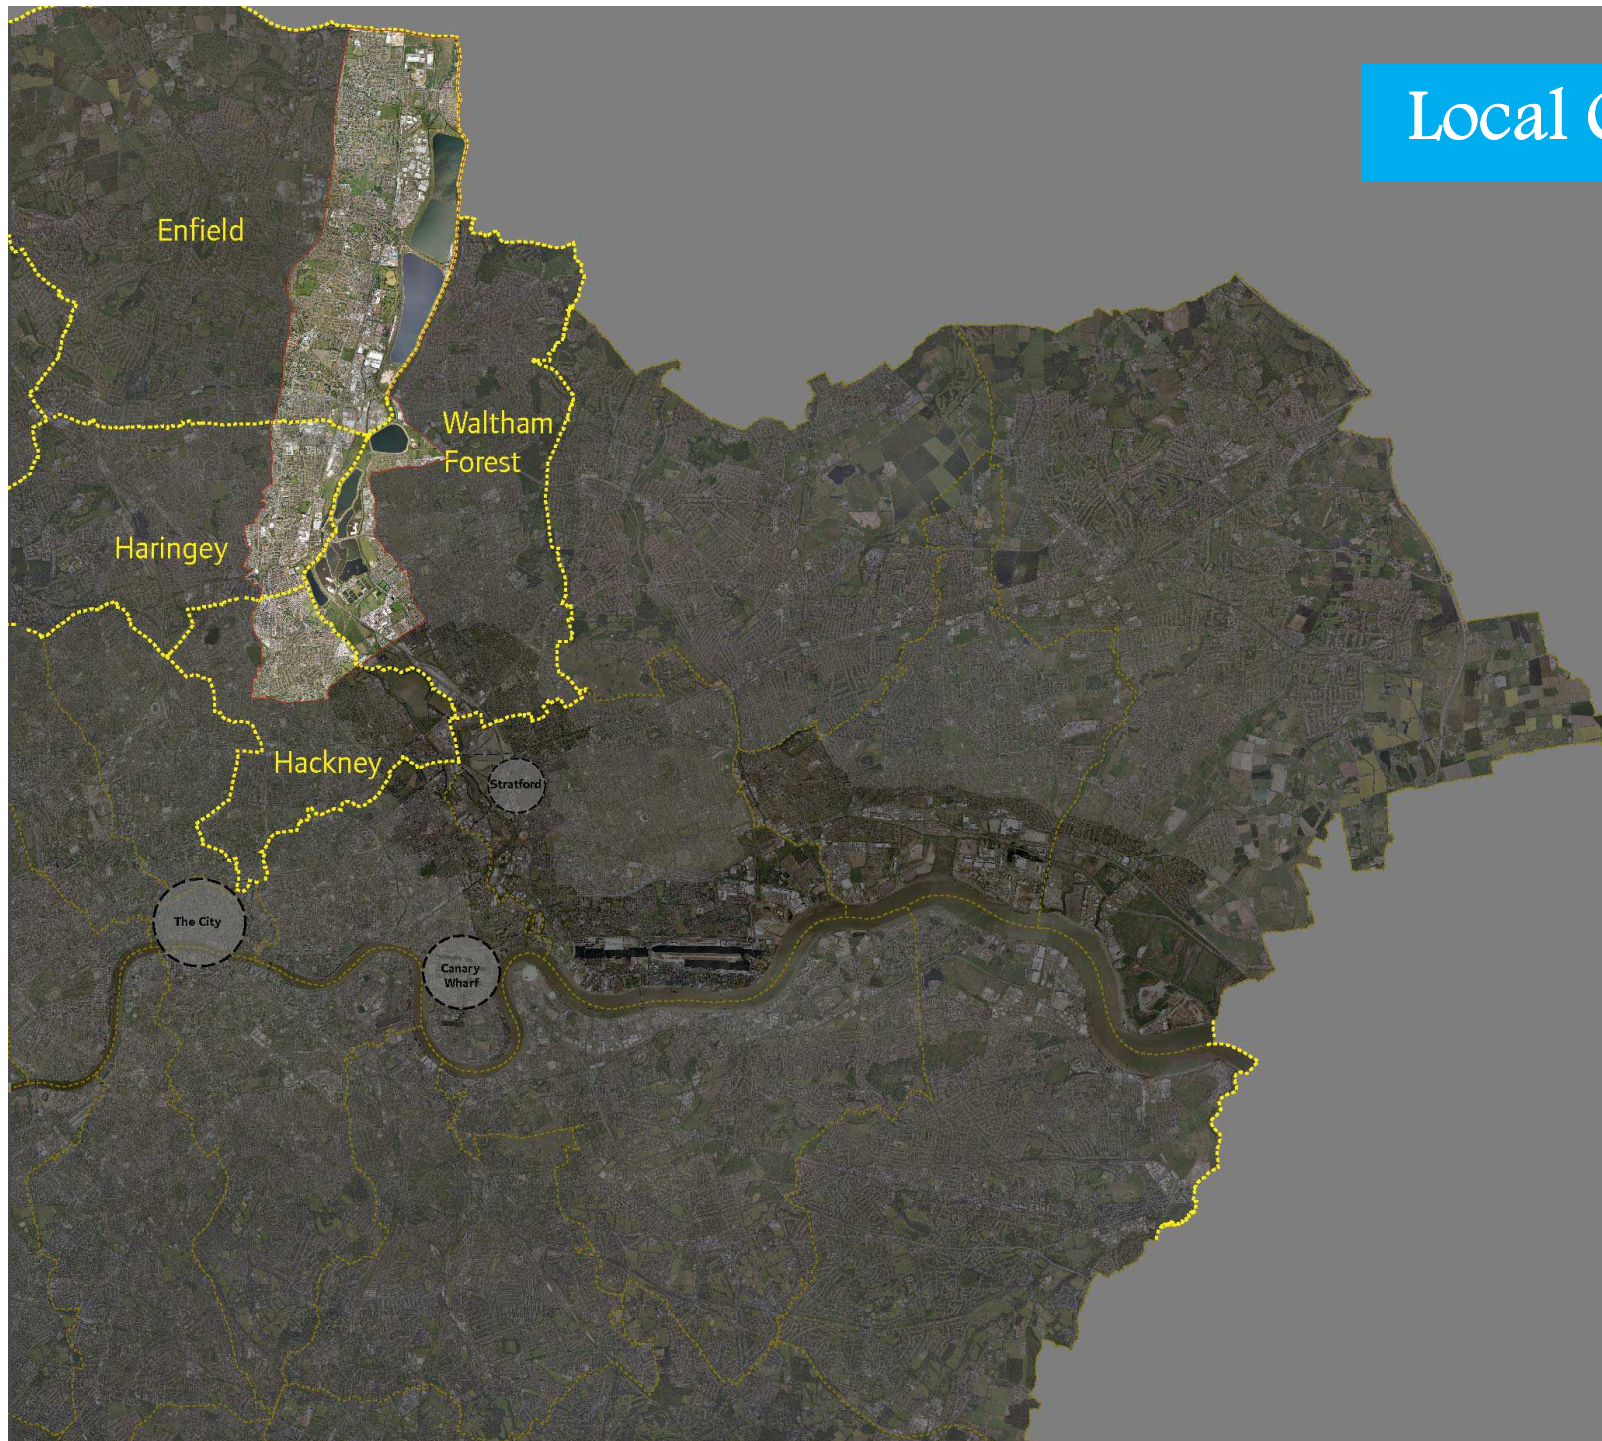 Local
Enfield
Waltham
Forest
Haringey
Hackney
Stratford
The City
Canary
Wharf